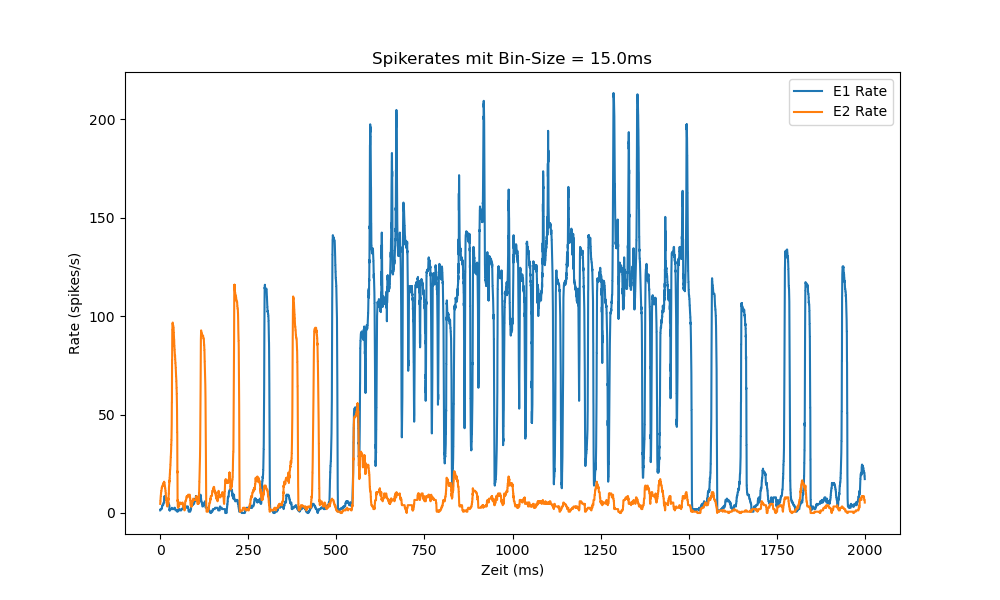 Spikerates mit Bin-Size = 15.0ms
E1 Rate
E2 Rate
Rate (spikes/s)
200
150
100
50
0
0 250 500 750 1000 1250 1500 1750 2000
Zeit (ms)